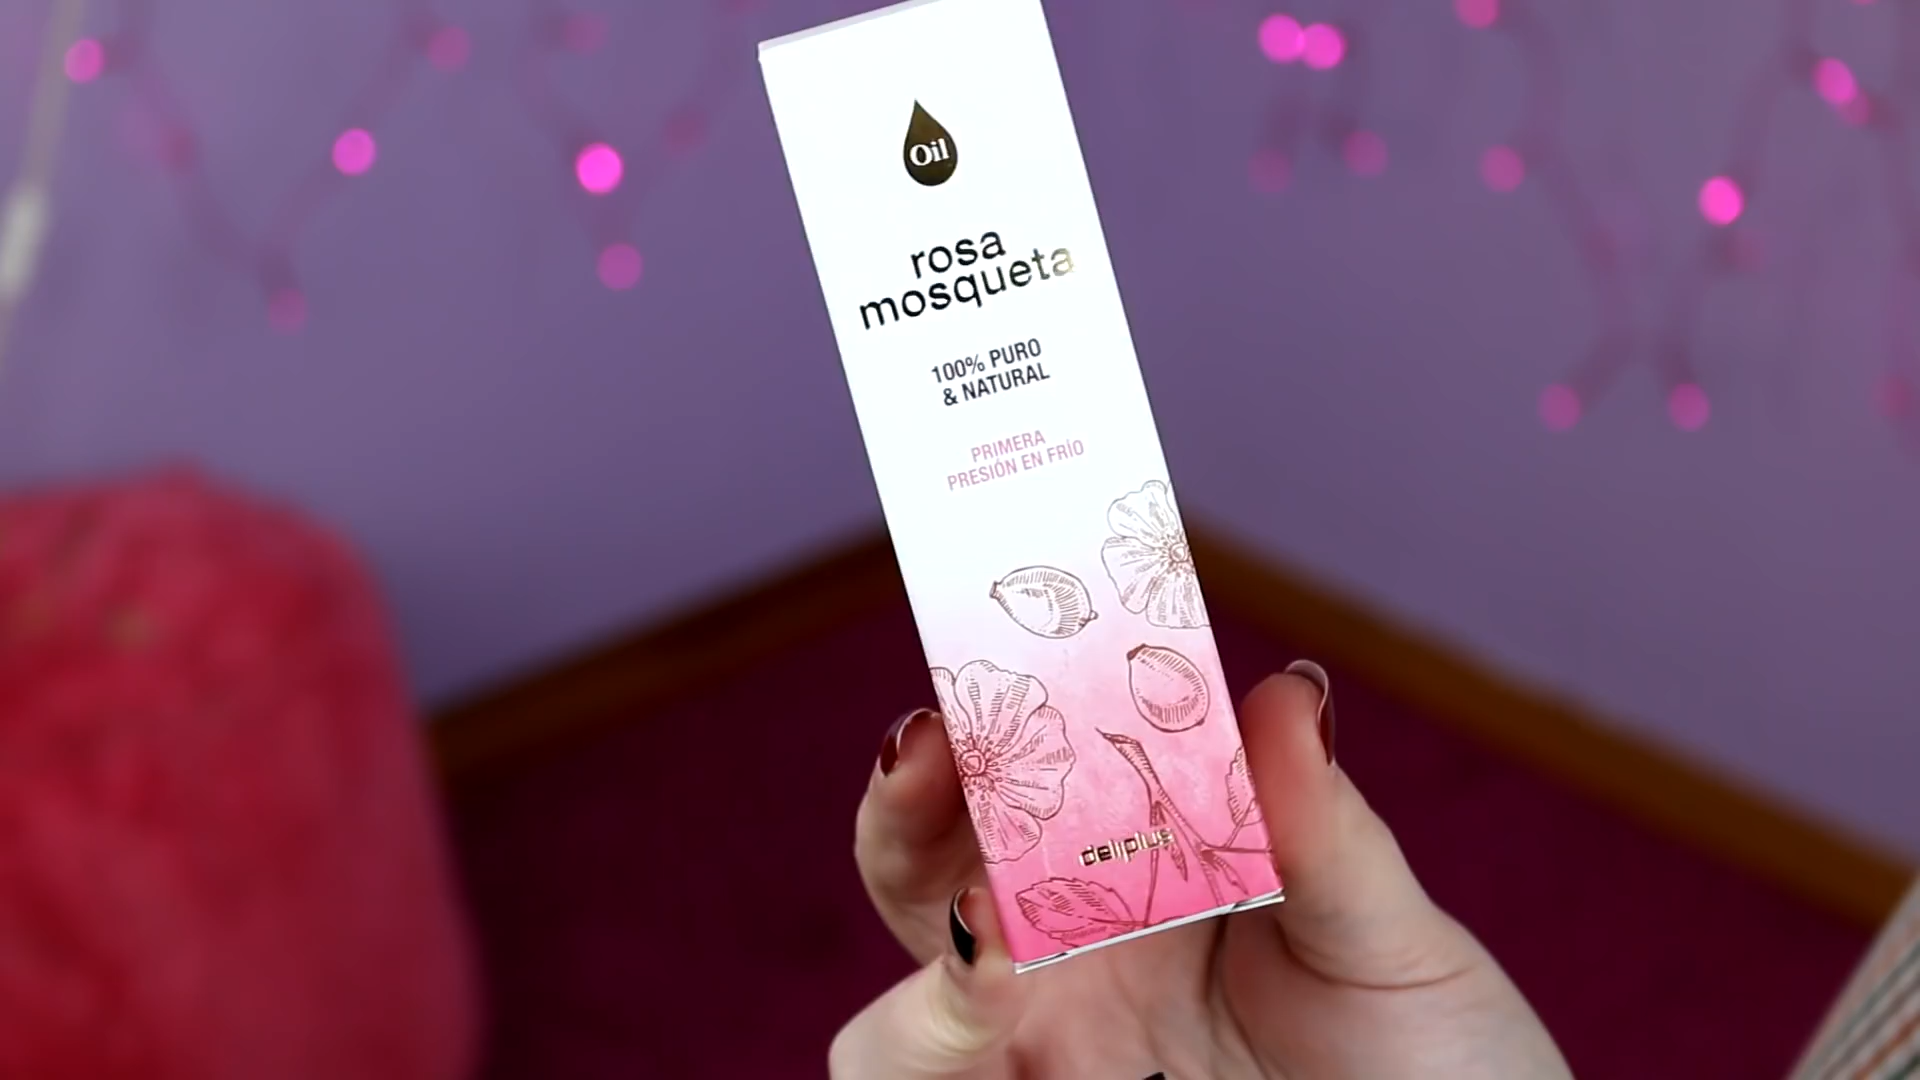 Oil
rosa
mosqueta
100% PURO
& NATURAL
PRIMERA
PRESIÓN EN FRÍO
deliplus